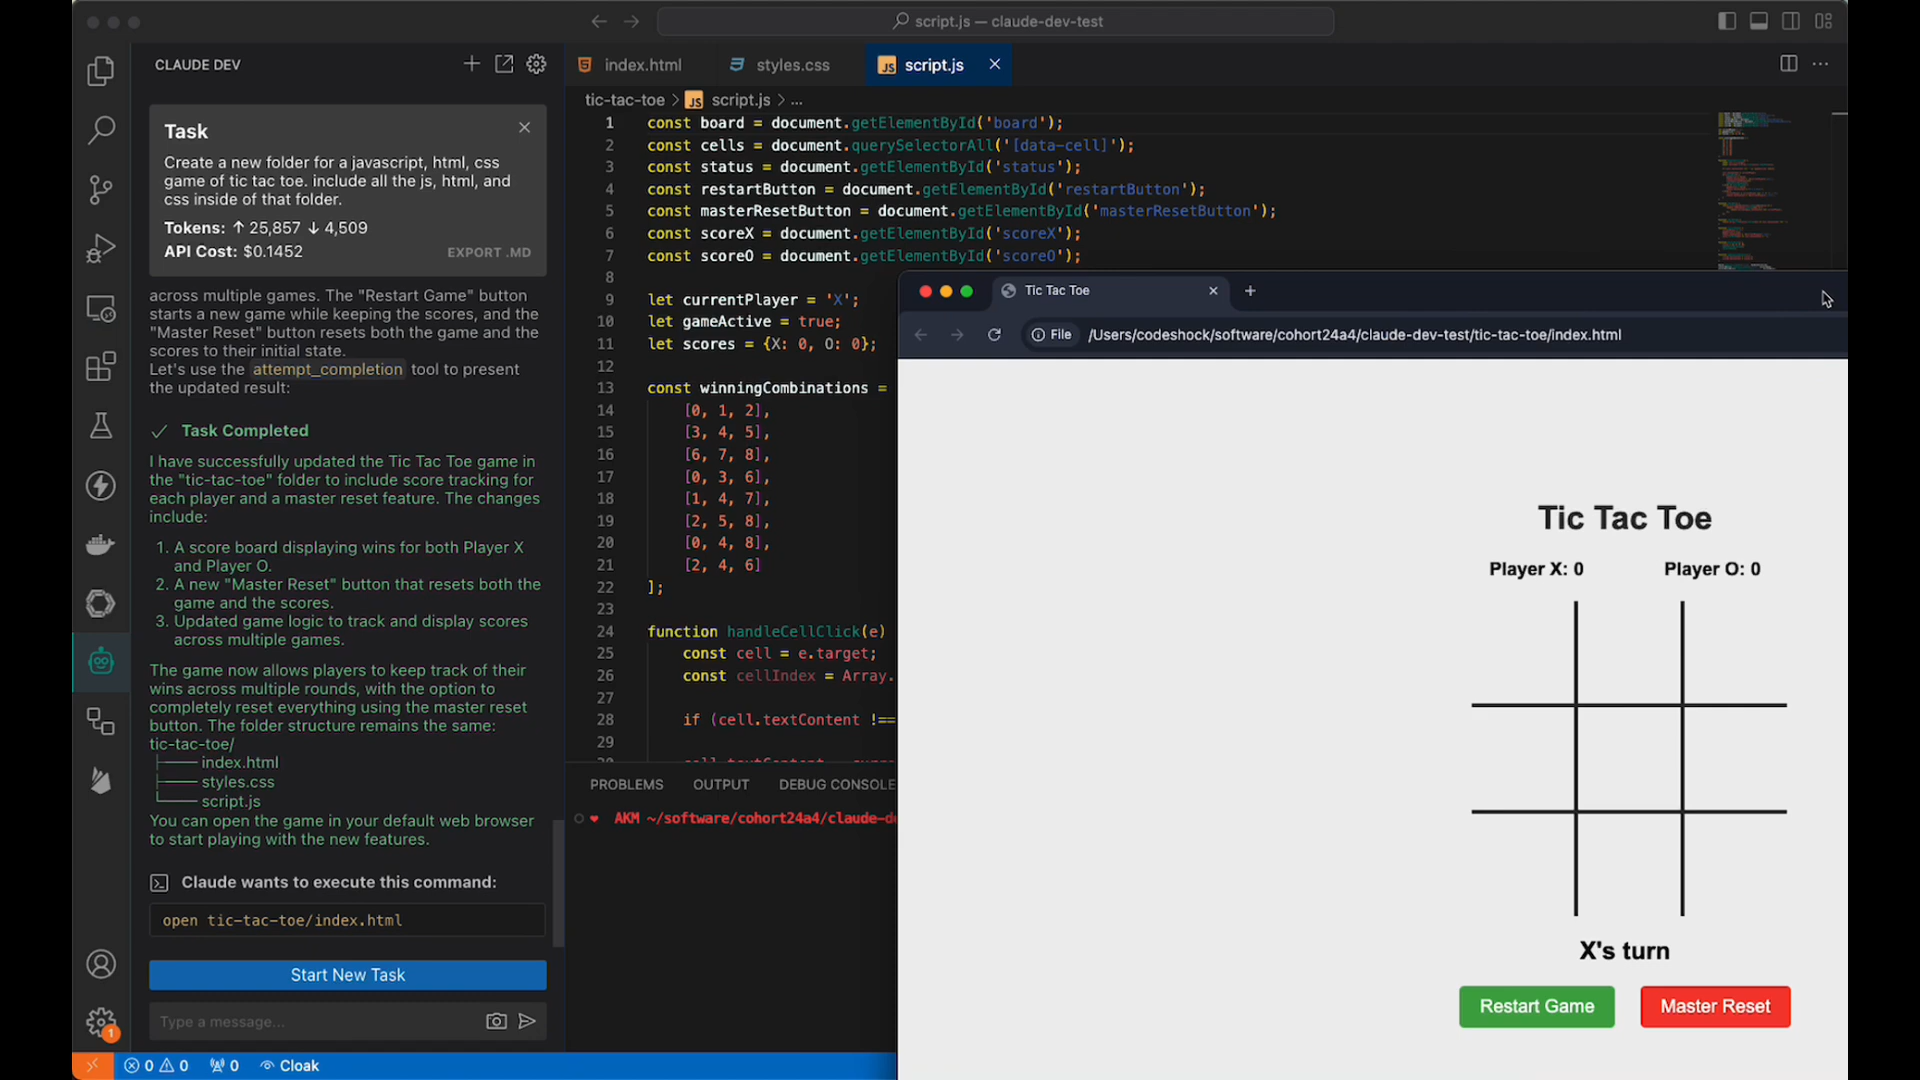 script.js — claude-dev-test
CLAUDE DEV
Task
Create a new folder for a javascript, html, css
game of tic tac toe. include all the js, html, and
css inside of that folder.
Tokens: ↑ 25,857 ↓ 4,509
API Cost: $0.1452
EXPORT .MD
across multiple games. The "Restart Game" button
starts a new game while keeping the scores, and the
"Master Reset" button resets both the game and the
scores to their initial state.
Let's use the attempt_completion tool to present
the updated result:
Task Completed
I have successfully updated the Tic Tac Toe game in
the "tic-tac-toe" folder to include score tracking for
each player and a master reset feature. The changes
include:
1. A score board displaying wins for both Player X
and Player O.
2. A new "Master Reset" button that resets both the
game and the scores.
3. Updated game logic to track and display scores
across multiple games.
The game now allows players to keep track of their
wins across multiple rounds, with the option to
completely reset everything using the master reset
button. The folder structure remains the same:
tic-tac-toe/
├── index.html
├── styles.css
└── script.js
You can open the game in your default web browser
to start playing with the new features.
Claude wants to execute this command:
open tic-tac-toe/index.html
Start New Task
Type a message...
1
0 0 0 Cloak
index.html
styles.css
JS script.js
tic-tac-toe > JS script.js > ...
1 const board = document.getElementById('board');
2 const cells = document.querySelectorAll('[data-cell]');
3 const status = document.getElementById('status');
4 const restartButton = document.getElementById('restartButton');
5 const masterResetButton = document.getElementById('masterResetButton');
6 const scoreX = document.getElementById('scoreX');
7 const scoreO = document.getElementById('scoreO');
8
9 let currentPlayer = 'X';
10 let gameActive = true;
11 let scores = {X: 0, O: 0};
12
13 const winningCombinations =
14 [0, 1, 2],
15 [3, 4, 5],
16 [6, 7, 8],
17 [0, 3, 6],
18 [1, 4, 7],
19 [2, 5, 8],
20 [0, 4, 8],
21 [2, 4, 6]
22 ];
23
24 function handleCellClick(e)
25 const cell = e.target;
26 const cellIndex = Array.
27
28 if (cell.textContent !==
29
PROBLEMS
OUTPUT
DEBUG CONSOLE
AKM ~/software/cohort24a4/claude-d
Tic Tac Toe
File /Users/codeshock/software/cohort24a4/claude-dev-test/tic-tac-toe/index.html
Tic Tac Toe
Player X: 0
Player O: 0
X's turn
Restart Game
Master Reset